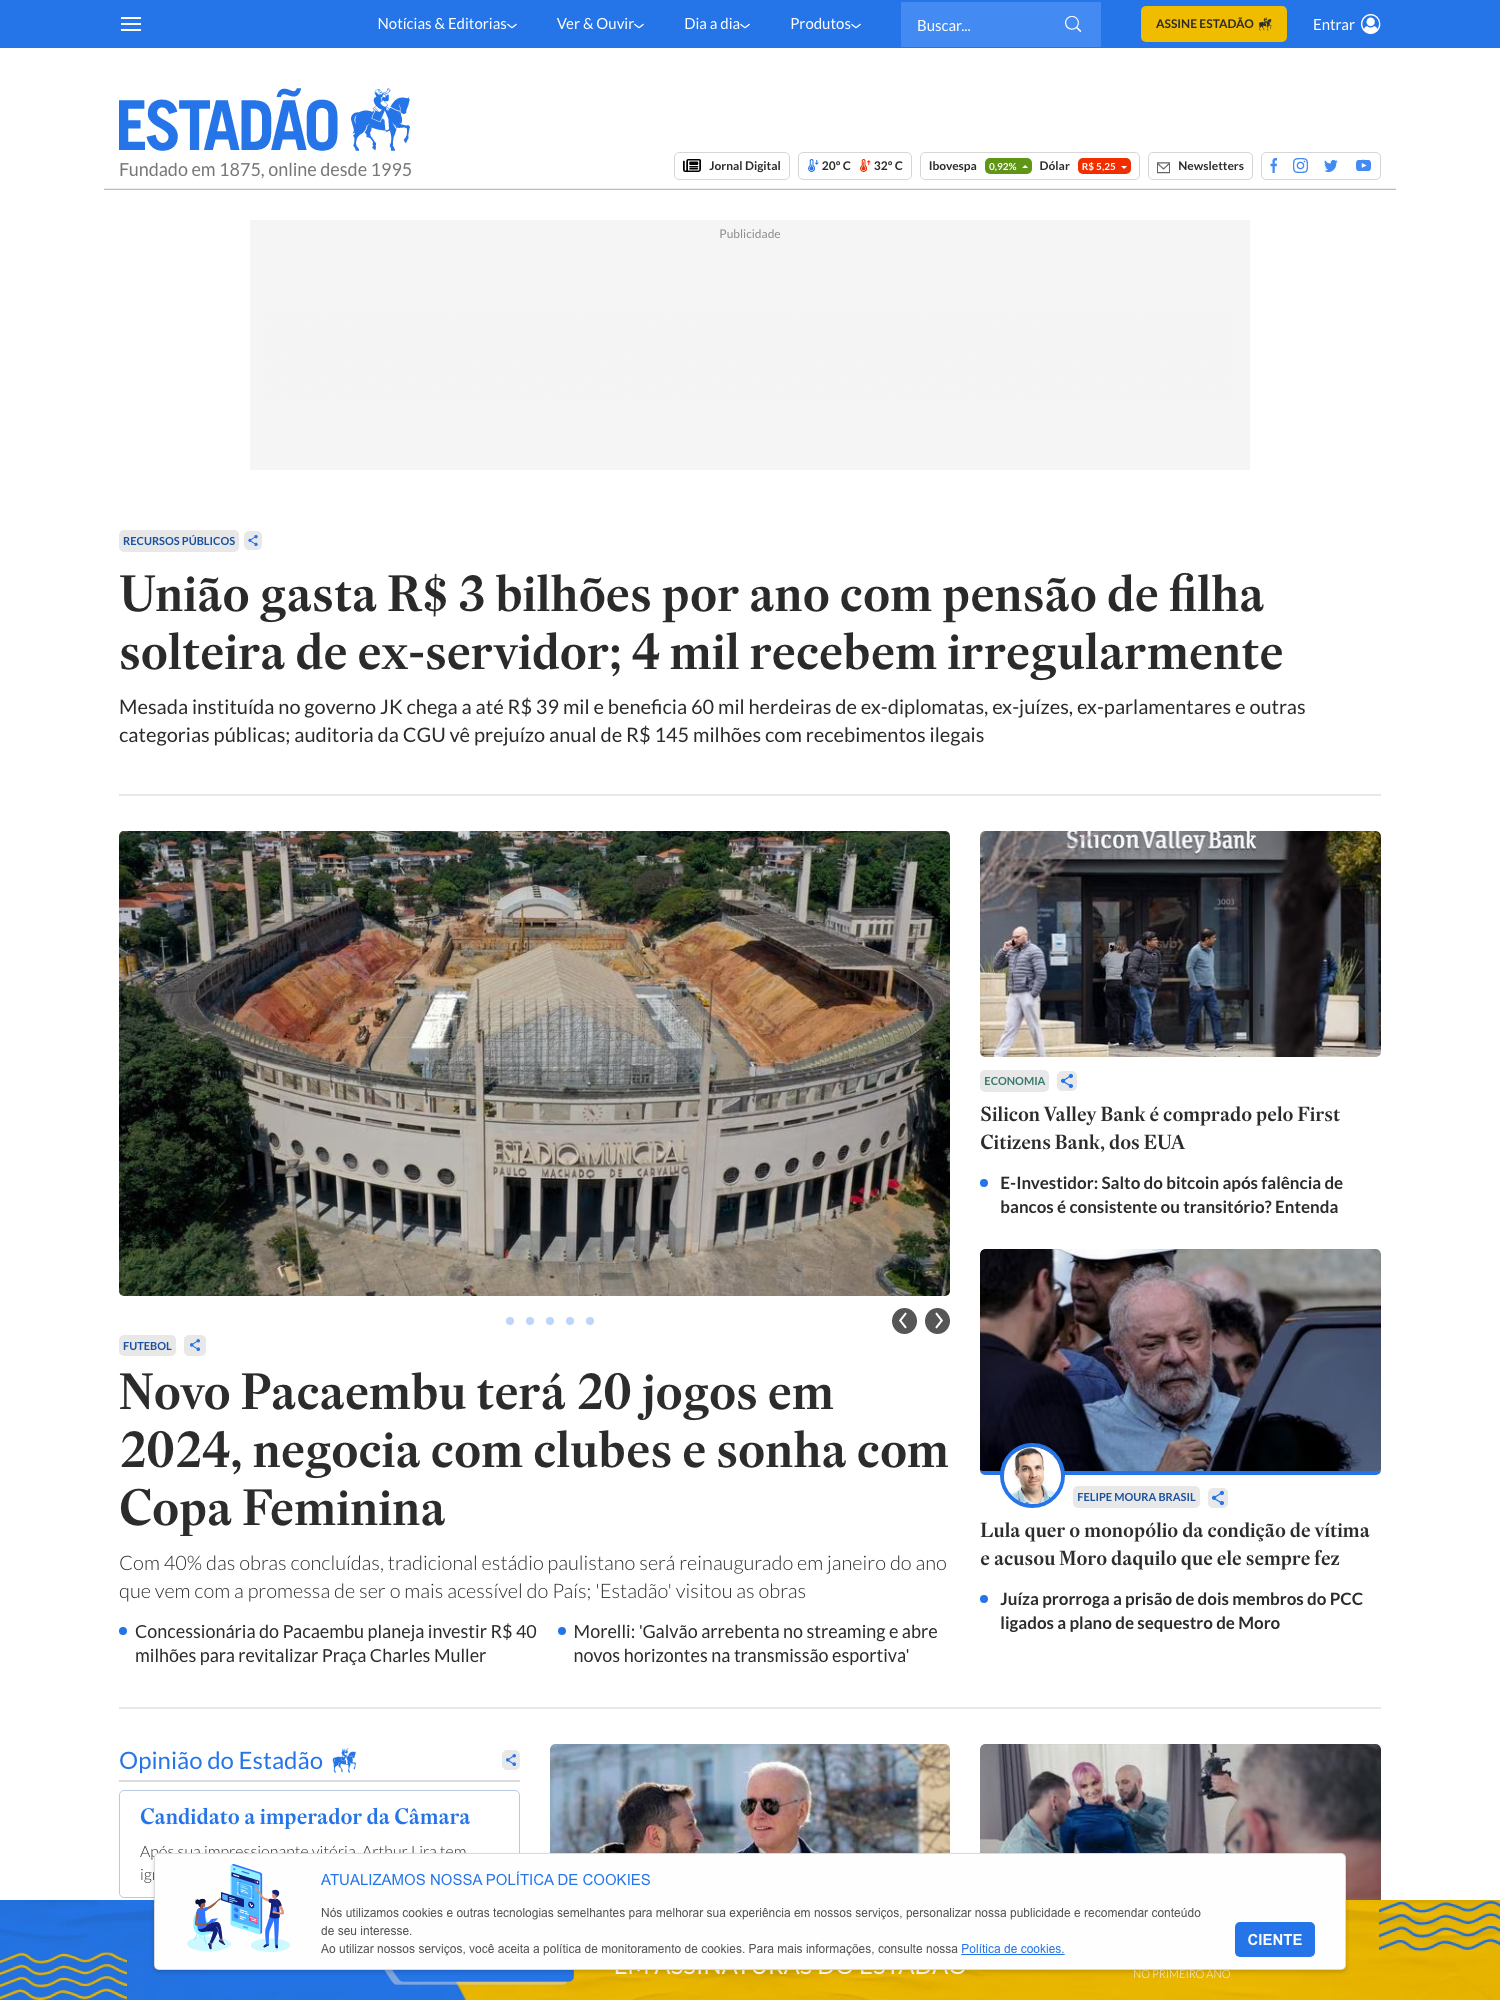 Notícias & Editorias
Ver & Ouvir
Dia a dia
Produtos
Buscar...
ASSINE ESTADÃO
Entrar
ESTADÃO
Fundado em 1875, online desde 1995
Jornal Digital
20º C 32º C
Ibovespa 0,92% Dólar R$ 5,25
Newsletters
Publicidade
RECURSOS PÚBLICOS
União gasta R$ 3 bilhões por ano com pensão de filha
solteira de ex-servidor; 4 mil recebem irregularmente
Mesada instituída no governo JK chega a até R$ 39 mil e beneficia 60 mil herdeiras de ex-diplomatas, ex-juízes, ex-parlamentares e outras
categorias públicas; auditoria da CGU vê prejuízo anual de R$ 145 milhões com recebimentos ilegais
ESTADIO MUNICIPAL
PAULO MACHADO DE CARVALHO
FUTEBOL
Novo Pacaembu terá 20 jogos em
2024, negocia com clubes e sonha com
Copa Feminina
Com 40% das obras concluídas, tradicional estádio paulistano será reinaugurado em janeiro do ano
que vem com a promessa de ser o mais acessível do País; 'Estadão' visitou as obras
Concessionária do Pacaembu planeja investir R$ 40
milhões para revitalizar Praça Charles Muller
Morelli: 'Galvão arrebenta no streaming e abre
novos horizontes na transmissão esportiva'
Silicon Valley Bank
3003
svb
ECONOMIA
Silicon Valley Bank é comprado pelo First
Citizens Bank, dos EUA
E-Investidor: Salto do bitcoin após falência de
bancos é consistente ou transitório? Entenda
FELIPE MOURA BRASIL
Lula quer o monopólio da condição de vítima
e acusou Moro daquilo que ele sempre fez
Juíza prorroga a prisão de dois membros do PCC
ligados a plano de sequestro de Moro
Opinião do Estadão
Candidato a imperador da Câmara
Após sua impressionante vitória, Arthur Lira tem
ATUALIZAMOS NOSSA POLÍTICA DE COOKIES
Nós utilizamos cookies e outras tecnologias semelhantes para melhorar sua experiência em nossos serviços, personalizar nossa publicidade e recomendar conteúdo
de seu interesse.
Ao utilizar nossos serviços, você aceita a política de monitoramento de cookies. Para mais informações, consulte nossa Política de cookies.
CIENTE
EM ASSINATURAS DO ESTADÃO
NO PRIMEIRO ANO